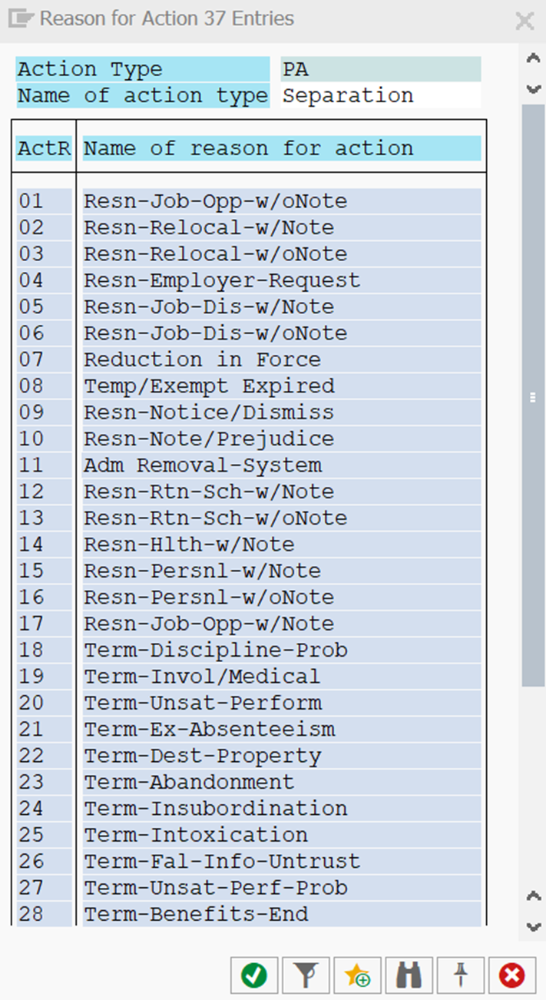 Reason for Action 37 Entries
Action Type PA
Name of action type Separation
ActR Name of reason for action
01 Resn-Job-Opp-w/oNote
02 Resn-Relocal-w/Note
03 Resn-Relocal-w/oNote
04 Resn-Employer-Request
05 Resn-Job-Dis-w/Note
06 Resn-Job-Dis-w/oNote
07 Reduction in Force
08 Temp/Exempt Expired
09 Resn-Notice/Dismiss
10 Resn-Note/Prejudice
11 Adm Removal-System
12 Resn-Rtn-Sch-w/Note
13 Resn-Rtn-Sch-w/oNote
14 Resn-Hlth-w/Note
15 Resn-Persnl-w/Note
16 Resn-Persnl-w/oNote
17 Resn-Job-Opp-w/Note
18 Term-Discipline-Prob
19 Term-Invol/Medical
20 Term-Unsat-Perform
21 Term-Ex-Absenteeism
22 Term-Dest-Property
23 Term-Abandonment
24 Term-Insubordination
25 Term-Intoxication
26 Term-Fal-Info-Untrust
27 Term-Unsat-Perf-Prob
28 Term-Benefits-End